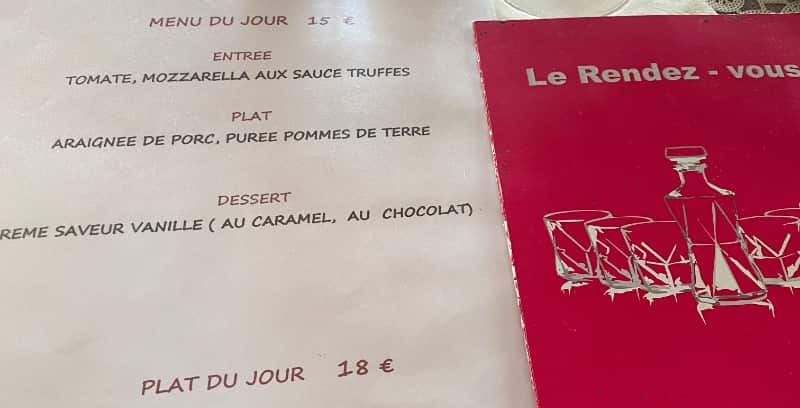 MENU DU JOUR 15 €
ENTREE
TOMATE, MOZZARELLA AUX SAUCE TRUFFES
PLAT
ARAIGNEE DE PORC, PUREE POMMES DE TERRE
DESSERT
REME SAVEUR VANILLE ( AU CARAMEL, AU CHOCOLAT)
PLAT DU JOUR 18 €
Le Rendez - vous